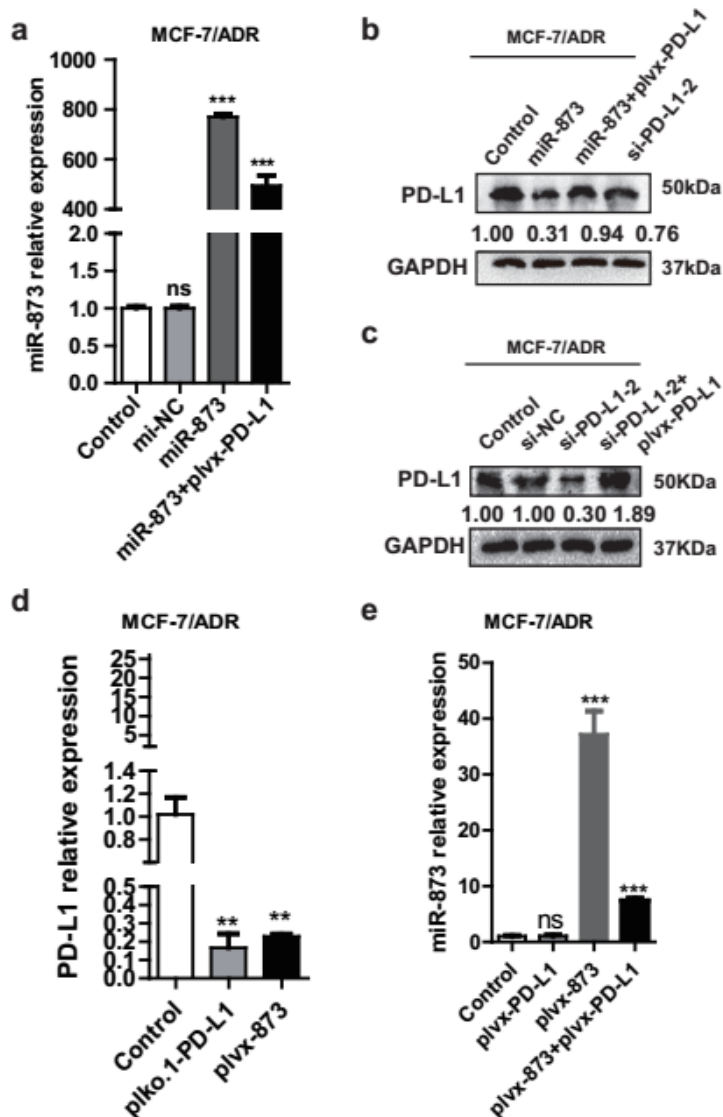 a
MCF-7/ADR
miR-873 relative expression
1000
800
600
400
2.0
1.5
1.0
0.5
0.0
ns
***
***
Control
mi-NC
miR-873
miR-873+plvx-PD-L1
b
MCF-7/ADR
Control
miR-873
miR-873+plvx-PD-L1
si-PD-L1-2
PD-L1
50kDa
1.00 0.31 0.94 0.76
GAPDH
37kDa
c
MCF-7/ADR
Control
si-NC
si-PD-L1-2
si-PD-L1-2+
plvx-PD-L1
PD-L1
50KDa
1.00 1.00 0.30 1.89
GAPDH
37KDa
d
MCF-7/ADR
PD-L1 relative expression
25
20
15
10
5
1.4
1.2
1.0
0.8
0.5
0.4
0.3
0.2
0.1
0.0
**
**
Control
plko.1-PD-L1
plvx-873
e
MCF-7/ADR
miR-873 relative expression
50
40
30
20
10
0
ns
***
***
Control
plvx-PD-L1
plvx-873
plvx-873+plvx-PD-L1